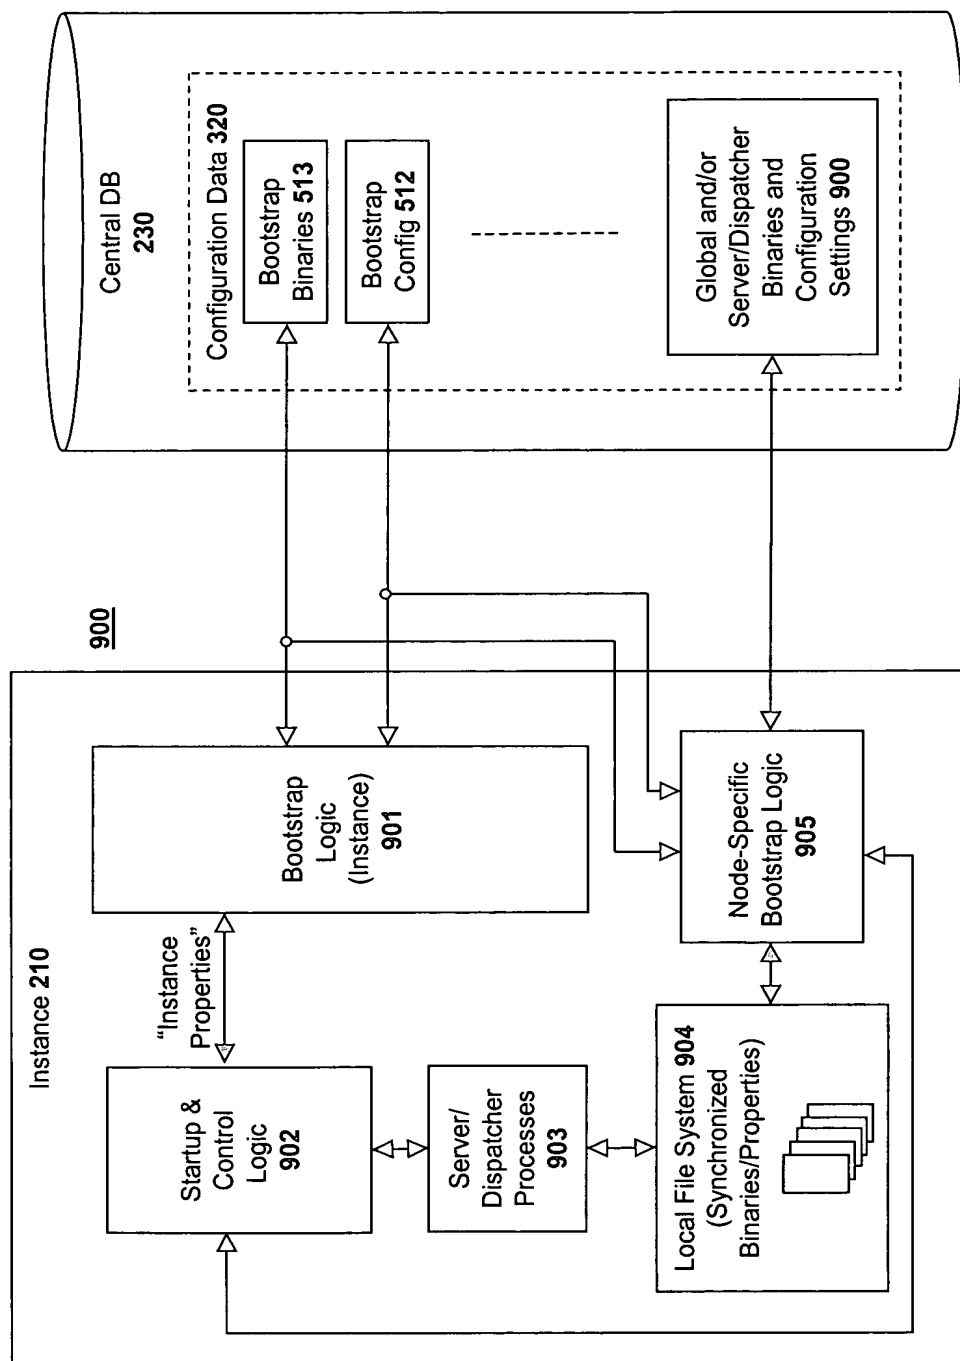 Central DB
230
Configuration Data 320
Bootstrap
Binaries 513
Bootstrap
Config 512
Global and/or
Server/Dispatcher
Binaries and
Configuration
Settings 900
900
Instance 210
Bootstrap
Logic
(Instance)
901
"Instance
Properties"
Startup &
Control
Logic
902
Server/
Dispatcher
Processes
903
Local File System 904
(Synchronized
Binaries/Properties)
Node-Specific
Bootstrap Logic
905